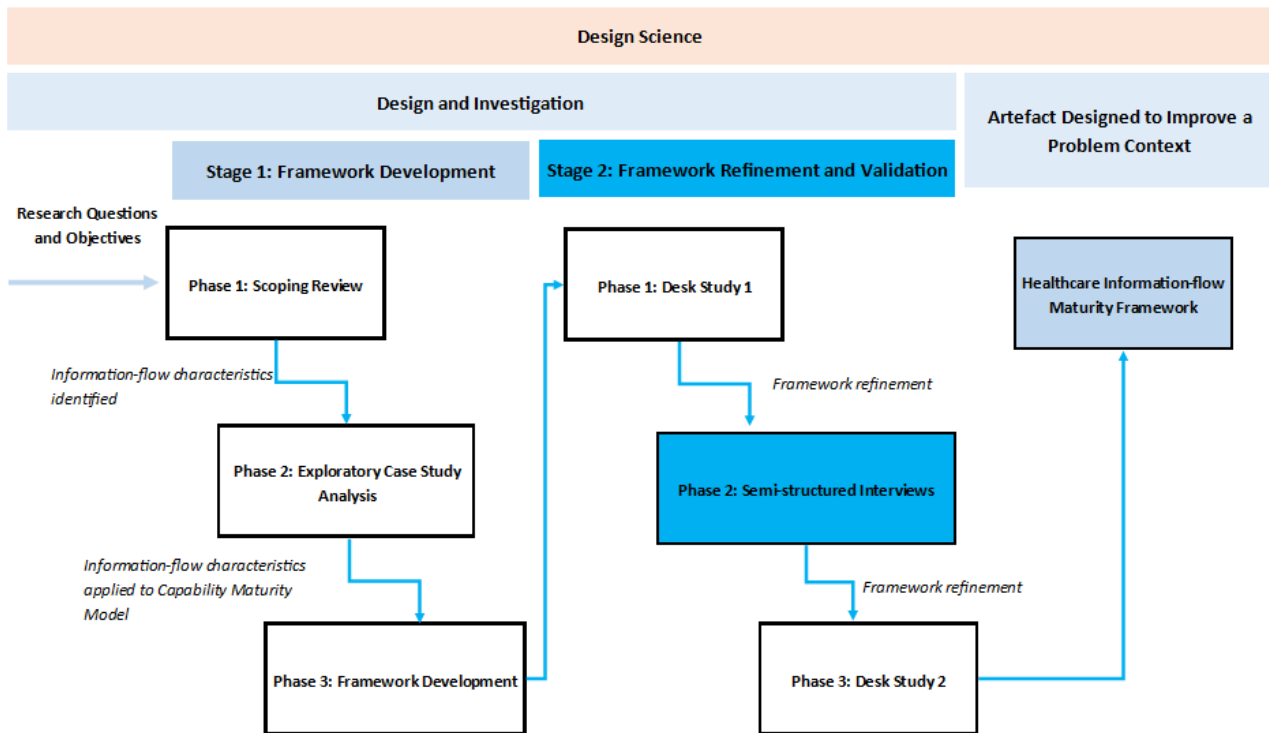 Design Science
Design and Investigation
Artefact Designed to Improve a
Problem Context
Stage 1: Framework Development
Stage 2: Framework Refinement and Validation
Research Questions
and Objectives
Phase 1: Scoping Review
Information-flow characteristics
identified
Phase 2: Exploratory Case Study
Analysis
Information-flow characteristics
applied to Capability Maturity
Model
Phase 3: Framework Development
Phase 1: Desk Study 1
Framework refinement
Phase 2: Semi-structured Interviews
Framework refinement
Phase 3: Desk Study 2
Healthcare Information-flow
Maturity Framework